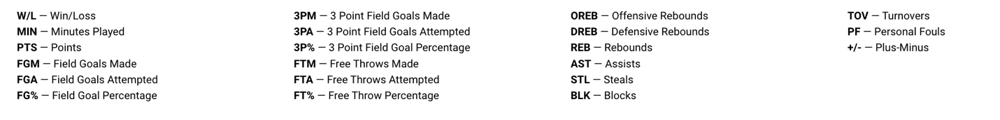 W/L — Win/Loss
MIN — Minutes Played
PTS — Points
FGM — Field Goals Made
FGA — Field Goals Attempted
FG% — Field Goal Percentage
3PM — 3 Point Field Goals Made
3PA — 3 Point Field Goals Attempted
3P% — 3 Point Field Goal Percentage
FTM — Free Throws Made
FTA — Free Throws Attempted
FT% — Free Throw Percentage
OREB — Offensive Rebounds
DREB — Defensive Rebounds
REB — Rebounds
AST — Assists
STL — Steals
BLK — Blocks
TOV — Turnovers
PF — Personal Fouls
+/- — Plus-Minus